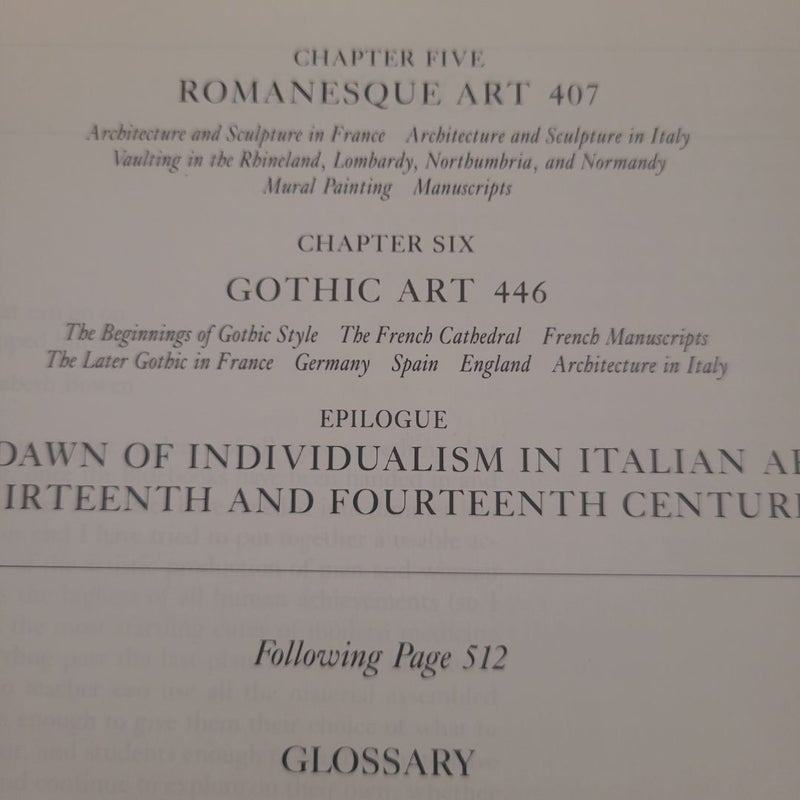 CHAPTER FIVE
ROMANESQUE ART 407
Architecture and Sculpture in France Architecture and Sculpture in Italy
Vaulting in the Rhineland, Lombardy, Northumbria, and Normandy
Mural Painting Manuscripts
CHAPTER SIX
GOTHIC ART 446
The Beginnings of Gothic Style The French Cathedral French Manuscripts
The Later Gothic in France Germany Spain England Architecture in Italy
EPILOGUE
DAWN OF INDIVIDUALISM IN ITALIAN
AND FOURTEENTH
Following Page 512
GLOSSARY